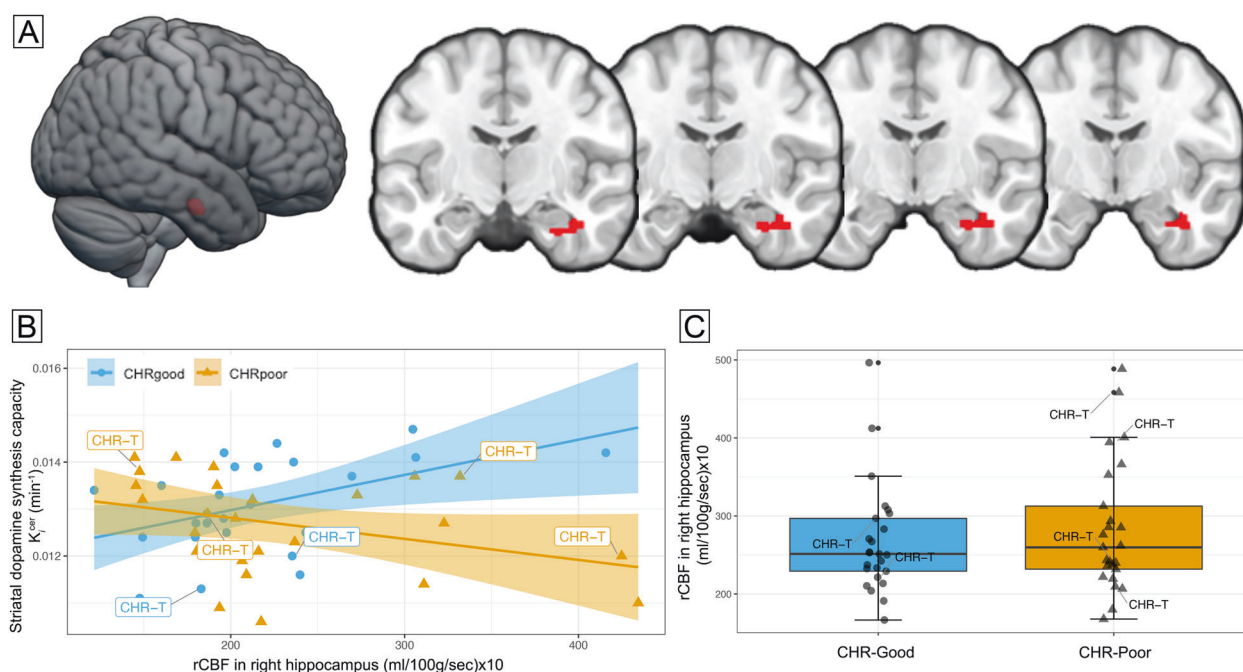 A
B
CHRgood CHRpoor
0.016
0.014
0.012
Striatal dopamine synthesis capacity
K_i^cer (min⁻¹)
CHR–T
CHR–T
CHR–T
CHR–T
CHR–T
CHR–T
200 300 400
rCBF in right hippocampus (ml/100g/sec)x10
C
500
400
300
200
rCBF in right hippocampus
(ml/100g/sec)x10
CHR–T
CHR–T
CHR–T
CHR–T
CHR–T
CHR–T
CHR-Good CHR-Poor